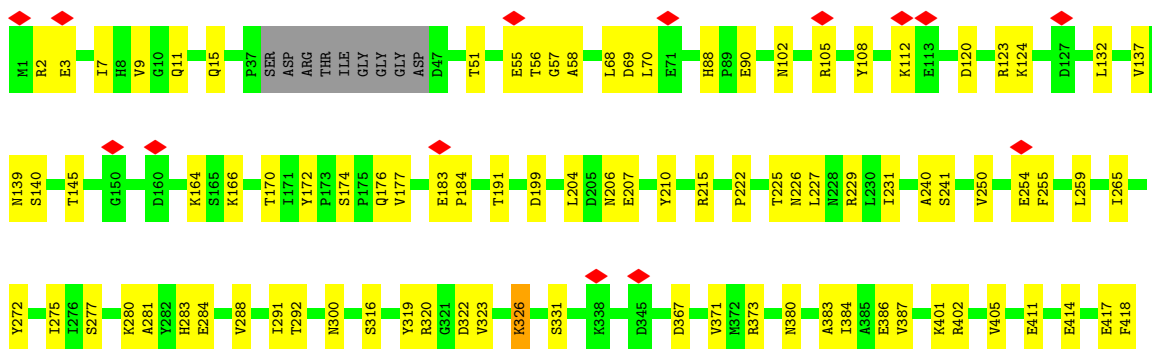 M1 R2 E3 I7 H8 V9 G10 Q11 Q15 P37 SER ASP ARG THR ILE GLY GLY GLY ASP D47 T51 E55 T56 G57 A58 L68 D69 L70 E71 H88 P89 E90 N102 R105 Y108 K112 E113 D120 R123 K124 D127 L132 V137
N139 S140 T145 G150 D160 K164 S165 K166 T170 I171 Y172 P173 S174 P175 Q176 V177 E183 P184 T191 D199 L204 D205 N206 E207 Y210 R215 P222 T225 N226 L227 N228 R229 L230 I231 A240 S241 V250 E254 F255 L259 I265
Y272 I275 I276 S277 K280 A281 Y282 H283 E284 V288 I291 T292 N300 S316 Y319 R320 G321 D322 V323 K326 S331 K338 D345 D367 V371 M372 R373 N380 A383 I384 A385 E386 V387 K401 R402 V405 E411 E414 E417 F418